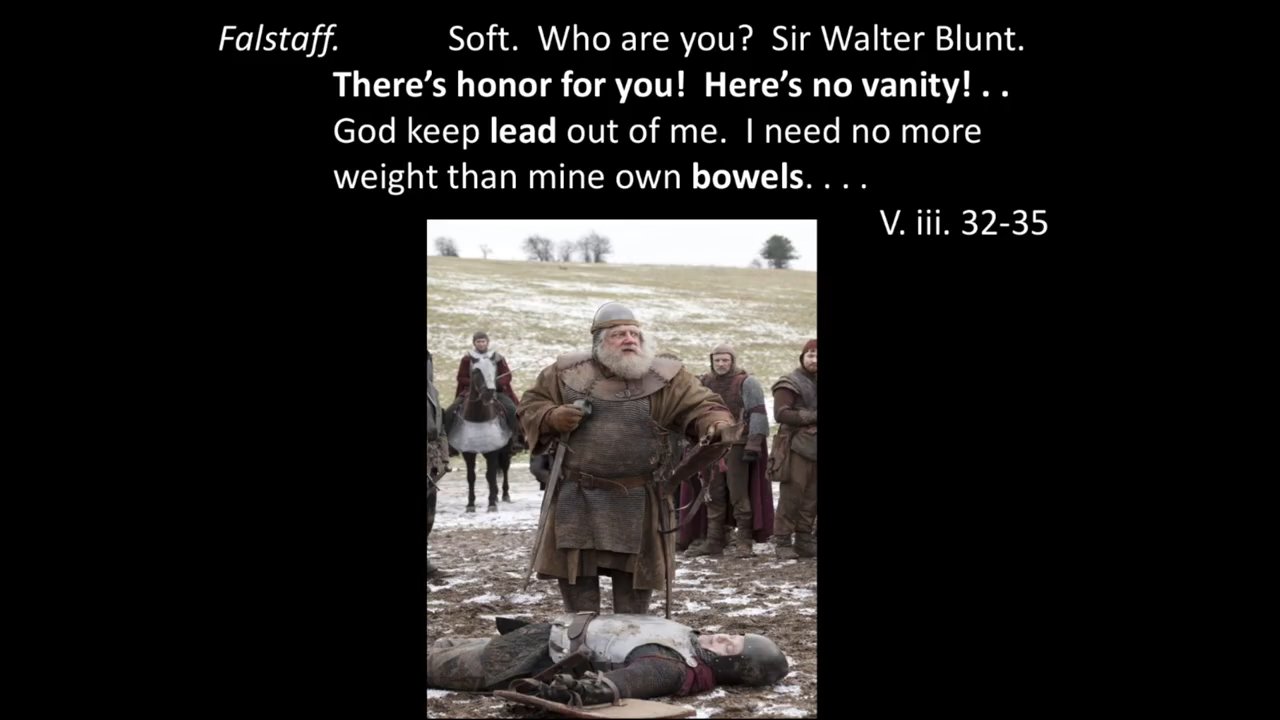 Falstaff. Soft. Who are you? Sir Walter Blunt.
There’s honor for you! Here’s no vanity! . .
God keep lead out of me. I need no more
weight than mine own bowels. . . .
V. iii. 32-35